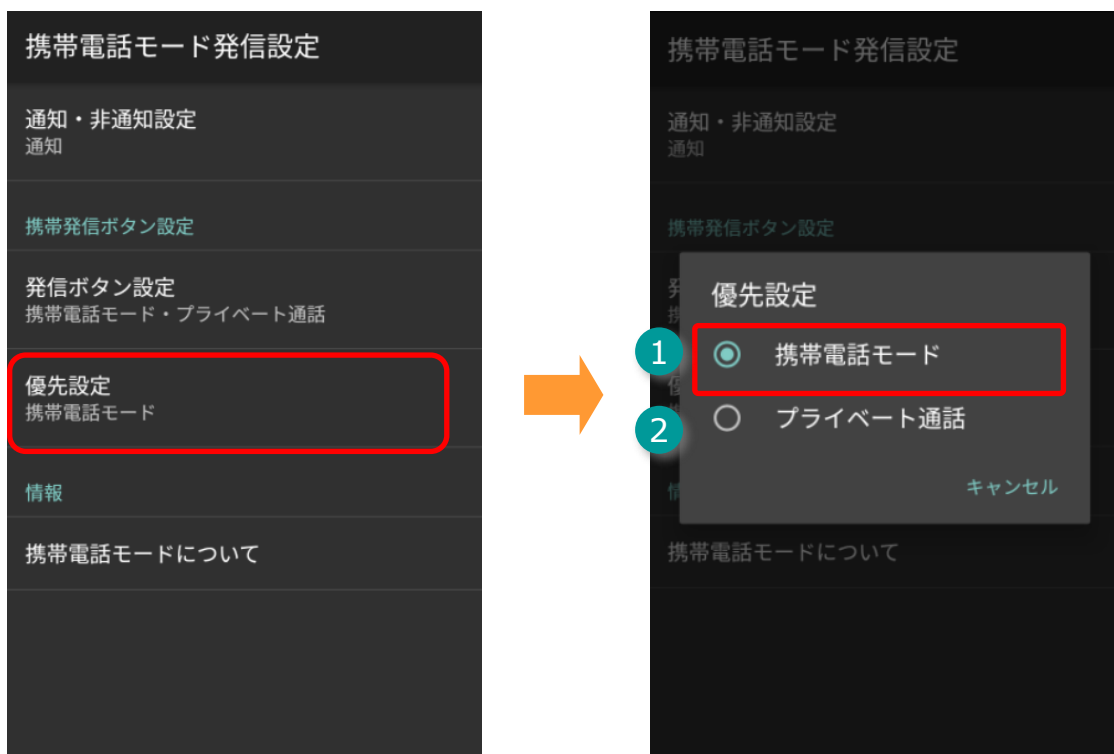 携帯電話モード発信設定
通知・非通知設定
通知
携帯発信ボタン設定
発信ボタン設定
携帯電話モード・プライベート通話
優先設定
携帯電話モード
情報
携帯電話モードについて
携帯電話モード発信設定
通知・非通知設定
通知
携帯発信ボタン設定
優先設定
1
携帯電話モード
2
プライベート通話
キャンセル
携帯電話モードについて